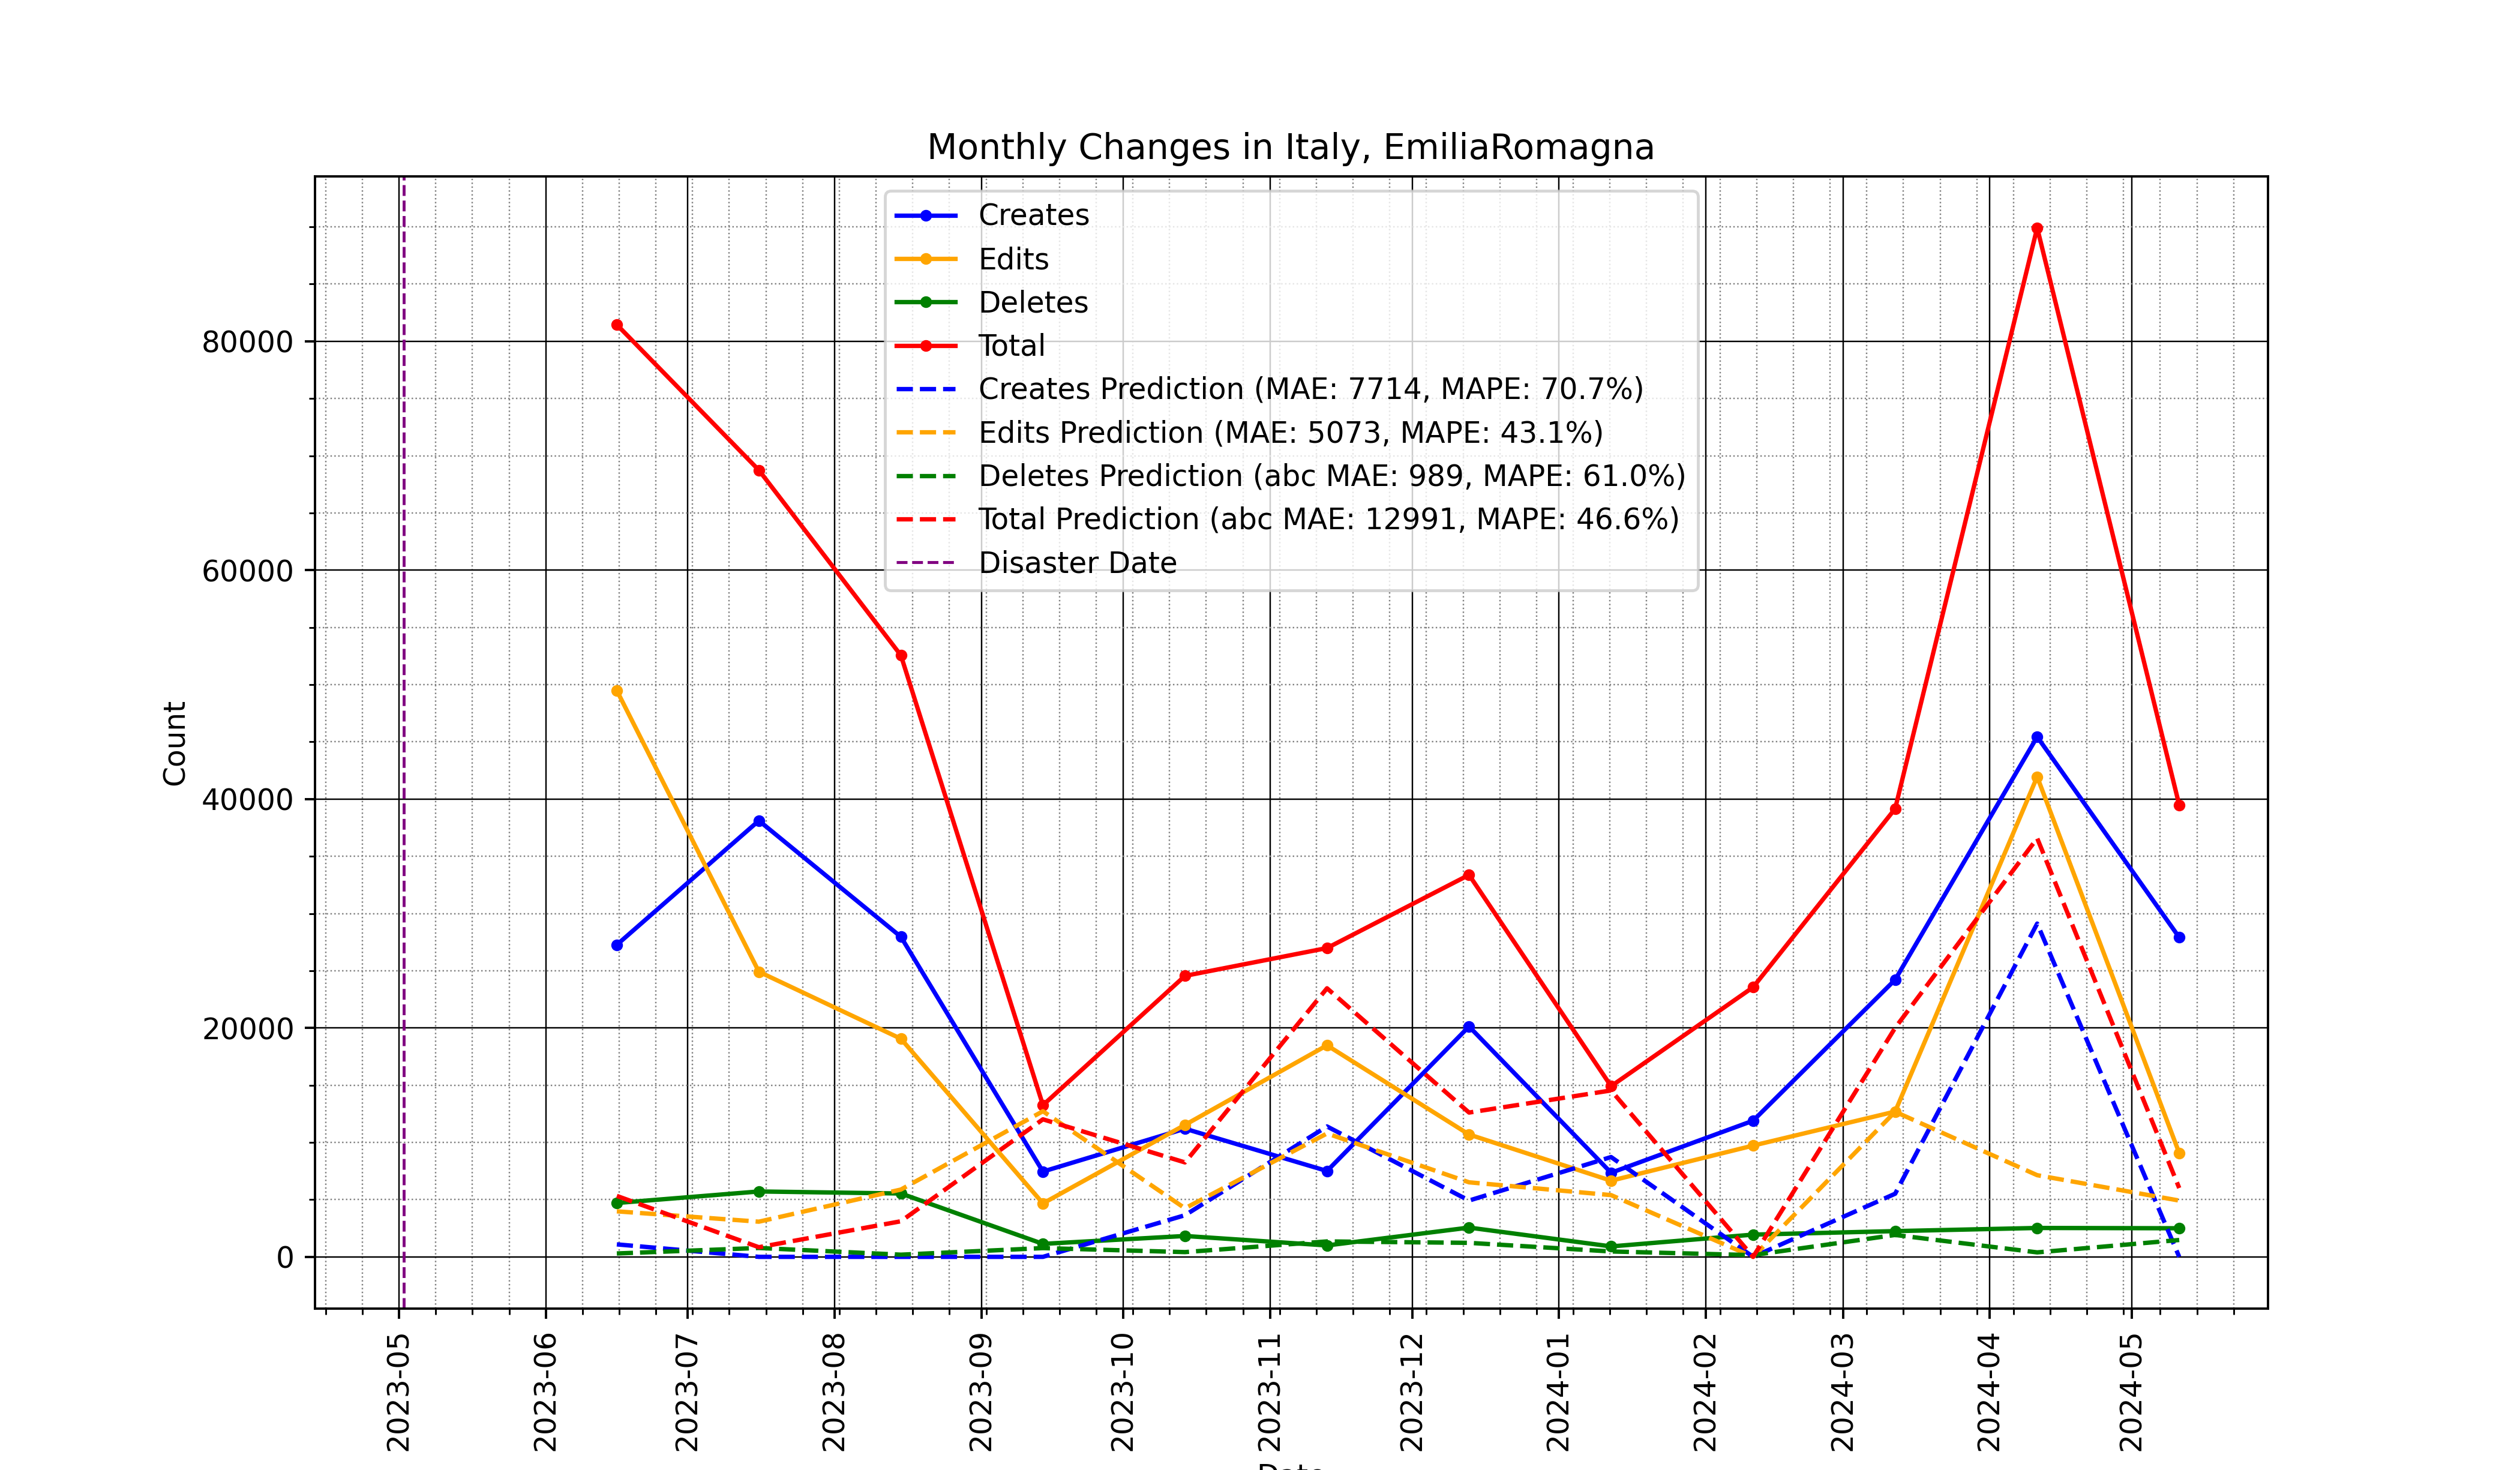 Monthly Changes in Italy, EmiliaRomagna
Creates
Edits
Deletes
Total
Creates Prediction (MAE: 7714, MAPE: 70.7%)
Edits Prediction (MAE: 5073, MAPE: 43.1%)
Deletes Prediction (abc MAE: 989, MAPE: 61.0%)
Total Prediction (abc MAE: 12991, MAPE: 46.6%)
Disaster Date
Count
80000
60000
40000
20000
0
2023-05
2023-06
2023-07
2023-08
2023-09
2023-10
2023-11
2023-12
2024-01
2024-02
2024-03
2024-04
2024-05